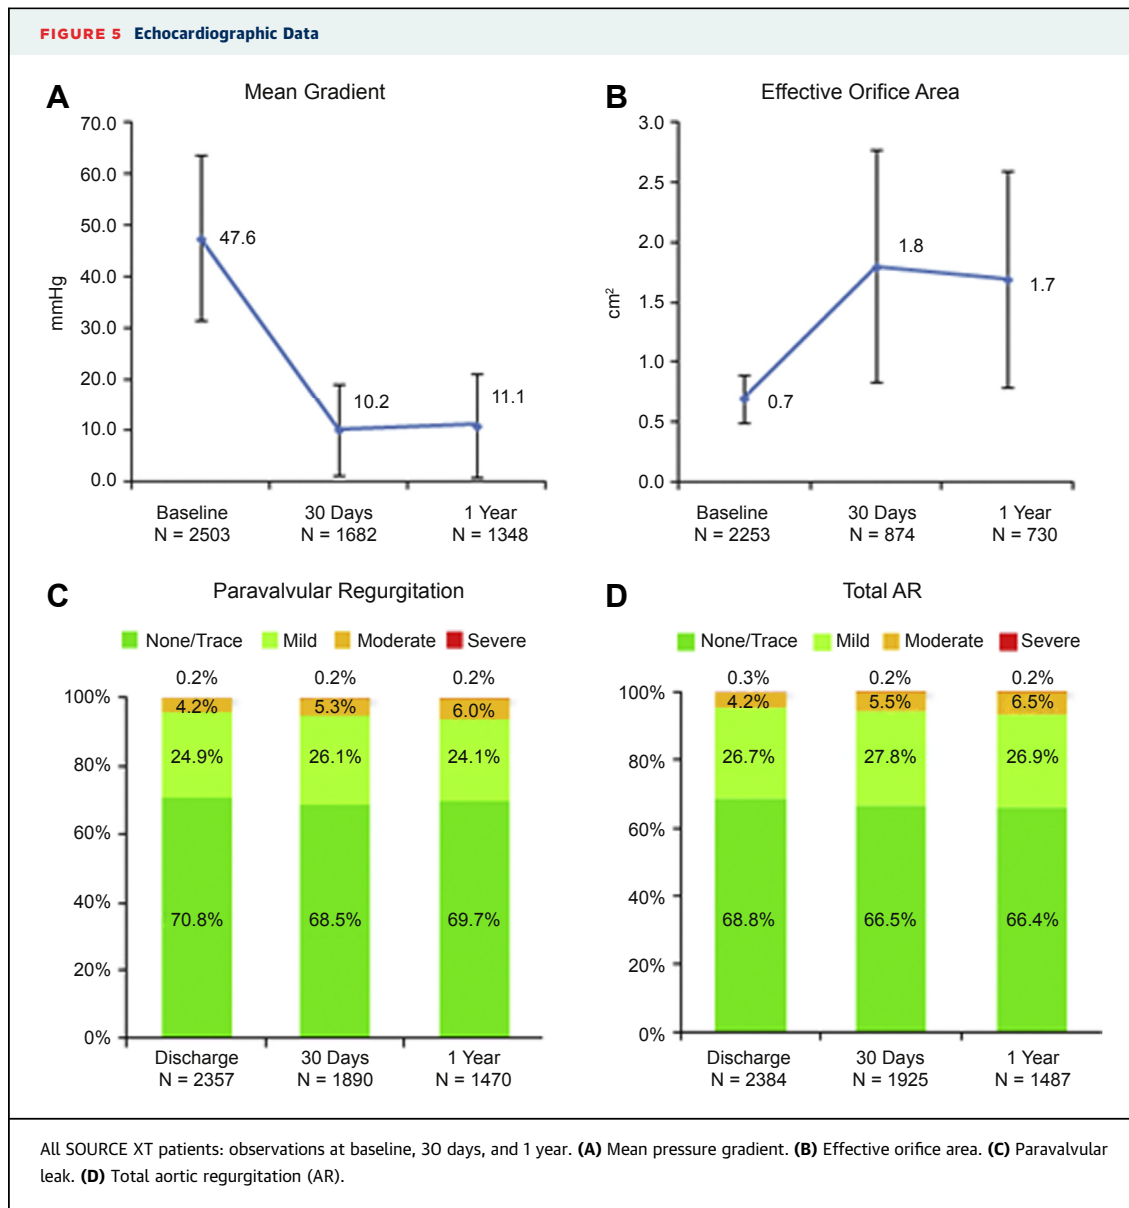 FIGURE 5 Echocardiographic Data
A
Mean Gradient
70.0
60.0
50.0
40.0
30.0
20.0
10.0
0.0
mmHg
47.6
10.2
11.1
Baseline
N = 2503
30 Days
N = 1682
1 Year
N = 1348
B
Effective Orifice Area
3.0
2.5
2.0
1.5
1.0
0.5
0.0
cm²
0.7
1.8
1.7
Baseline
N = 2253
30 Days
N = 874
1 Year
N = 730
C
Paravalvular Regurgitation
None/Trace Mild Moderate Severe
0.2% 0.2% 0.2%
100%
80%
60%
40%
20%
0%
4.2% 5.3% 6.0%
24.9% 26.1% 24.1%
70.8% 68.5% 69.7%
Discharge
N = 2357
30 Days
N = 1890
1 Year
N = 1470
D
Total AR
None/Trace Mild Moderate Severe
0.3% 0.2% 0.2%
100%
80%
60%
40%
20%
0%
4.2% 5.5% 6.5%
26.7% 27.8% 26.9%
68.8% 66.5% 66.4%
Discharge
N = 2384
30 Days
N = 1925
1 Year
N = 1487
All SOURCE XT patients: observations at baseline, 30 days, and 1 year. (A) Mean pressure gradient. (B) Effective orifice area. (C) Paravalvular
leak. (D) Total aortic regurgitation (AR).